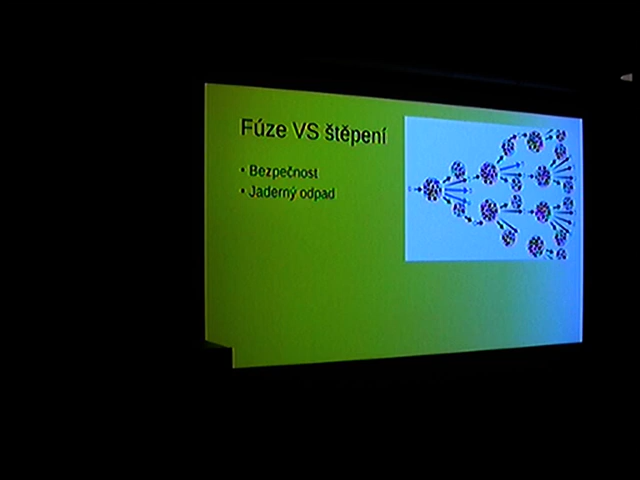 Fúze VS štěpení
• Bezpečnost
• Jaderný odpad